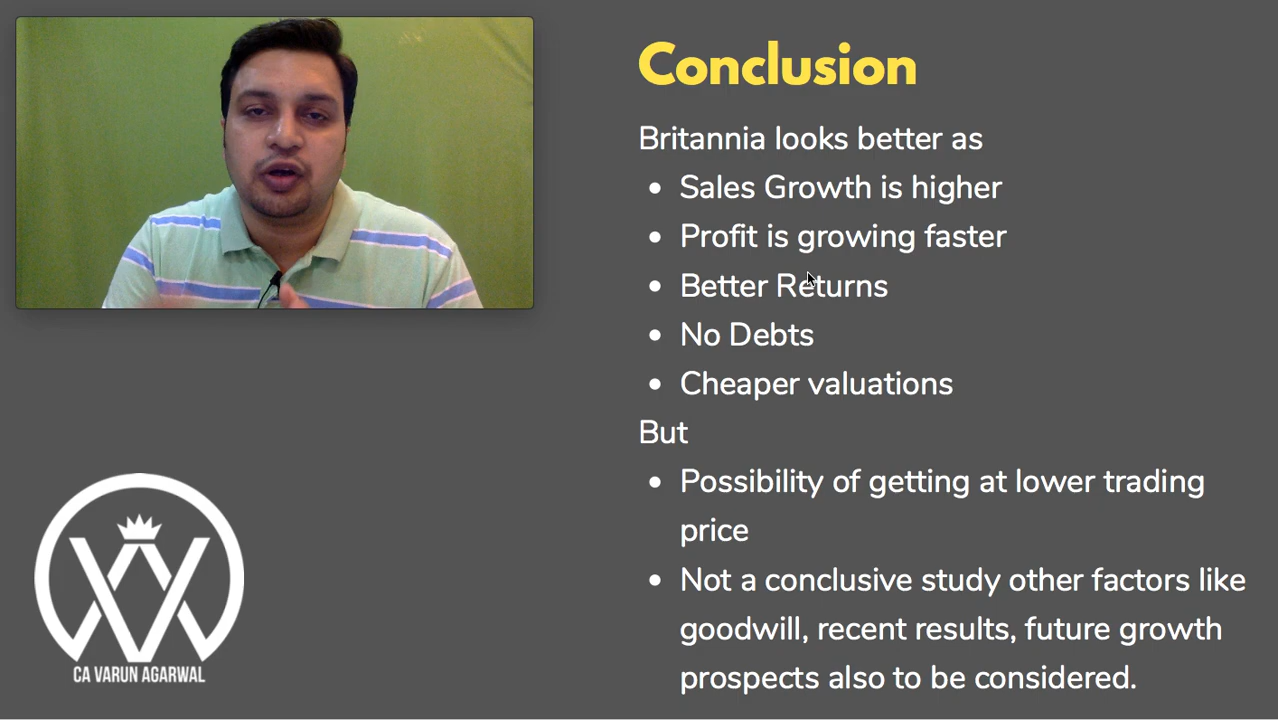 Conclusion
Britannia looks better as
• Sales Growth is higher
• Profit is growing faster
• Better Returns
• No Debts
• Cheaper valuations
But
• Possibility of getting at lower trading
price
• Not a conclusive study other factors like
goodwill, recent results, future growth
prospects also to be considered.
CA VARUN AGARWAL